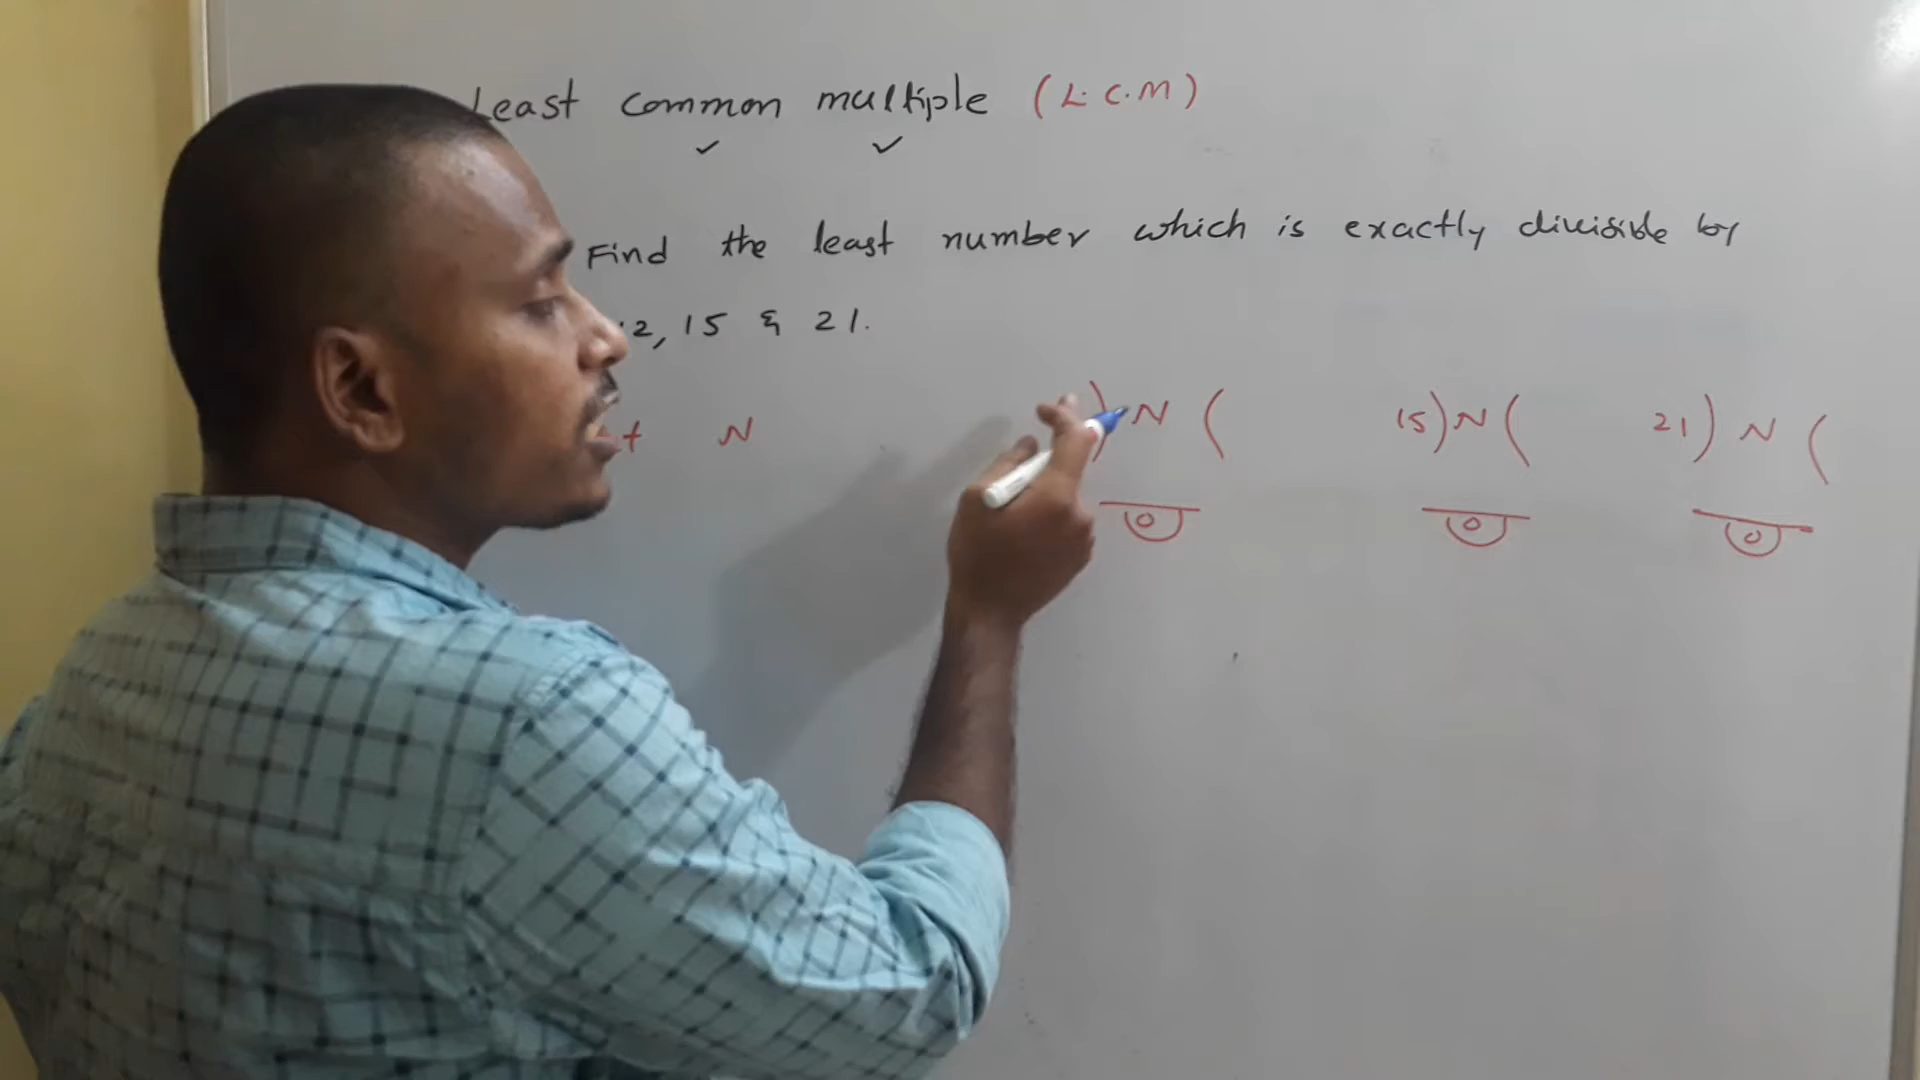 Least common multiple (L.C.M)
Find the least number which is exactly divisible by
12, 15 & 21.
N ) N ( 15)N( 21) N (
0 0 0